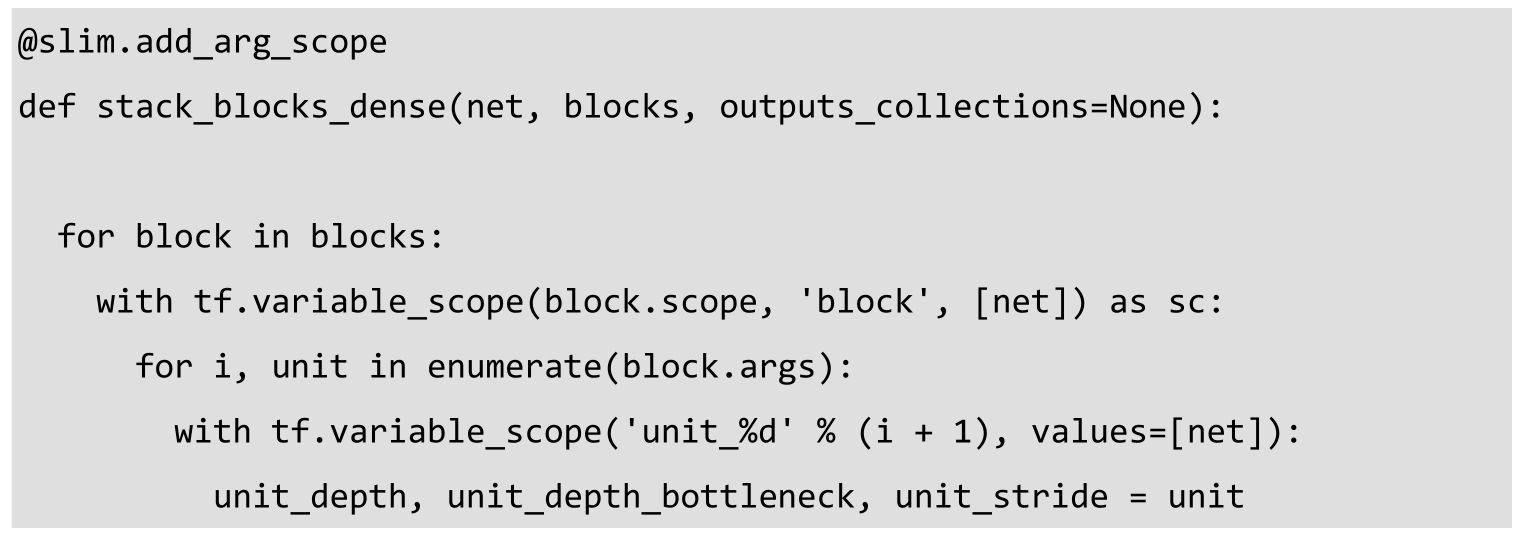 @slim.add_arg_scope
def stack_blocks_dense(net, blocks, outputs_collections=None):
  for block in blocks:
    with tf.variable_scope(block.scope, 'block', [net]) as sc:
      for i, unit in enumerate(block.args):
        with tf.variable_scope('unit_%d' % (i + 1), values=[net]):
          unit_depth, unit_depth_bottleneck, unit_stride = unit